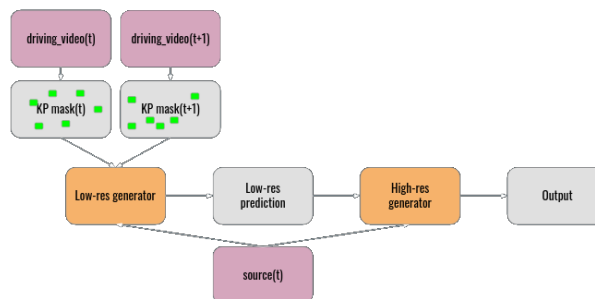 driving_video(t)
driving_video(t+1)
KP mask(t)
KP mask(t+1)
Low-res generator
Low-res
prediction
High-res
generator
Output
source(t)